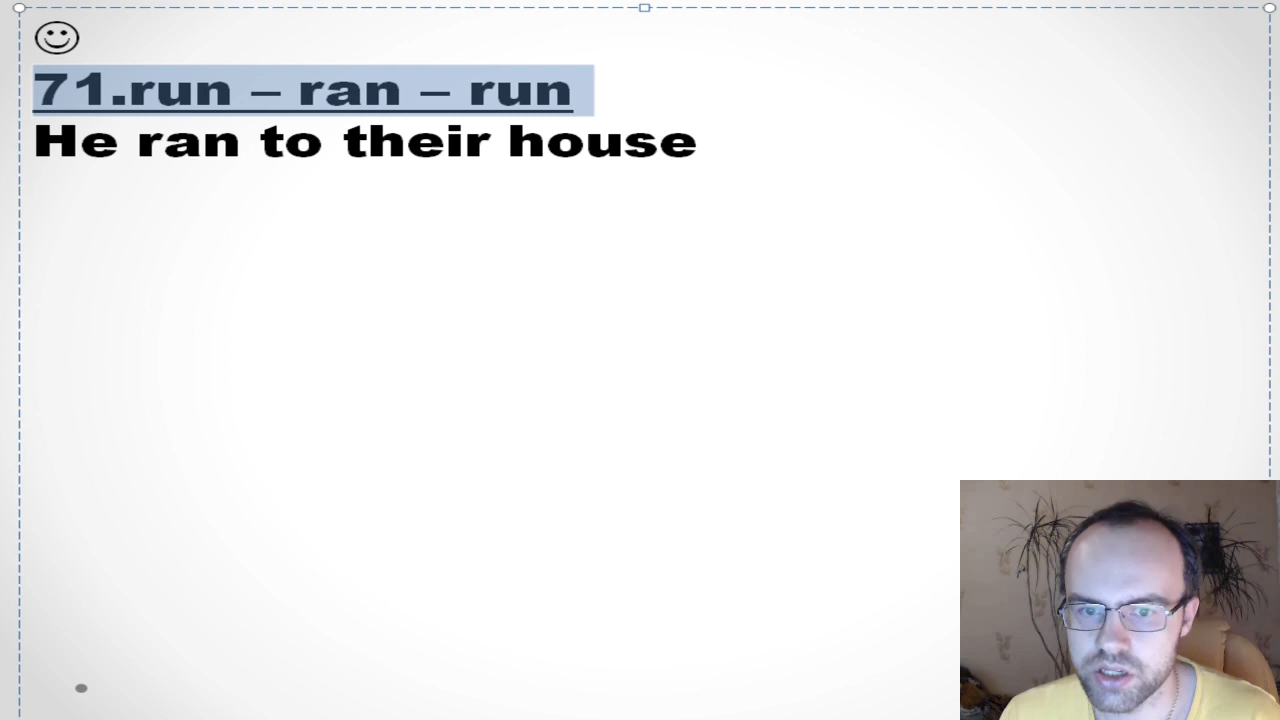 71.run – ran – run
He ran to their house